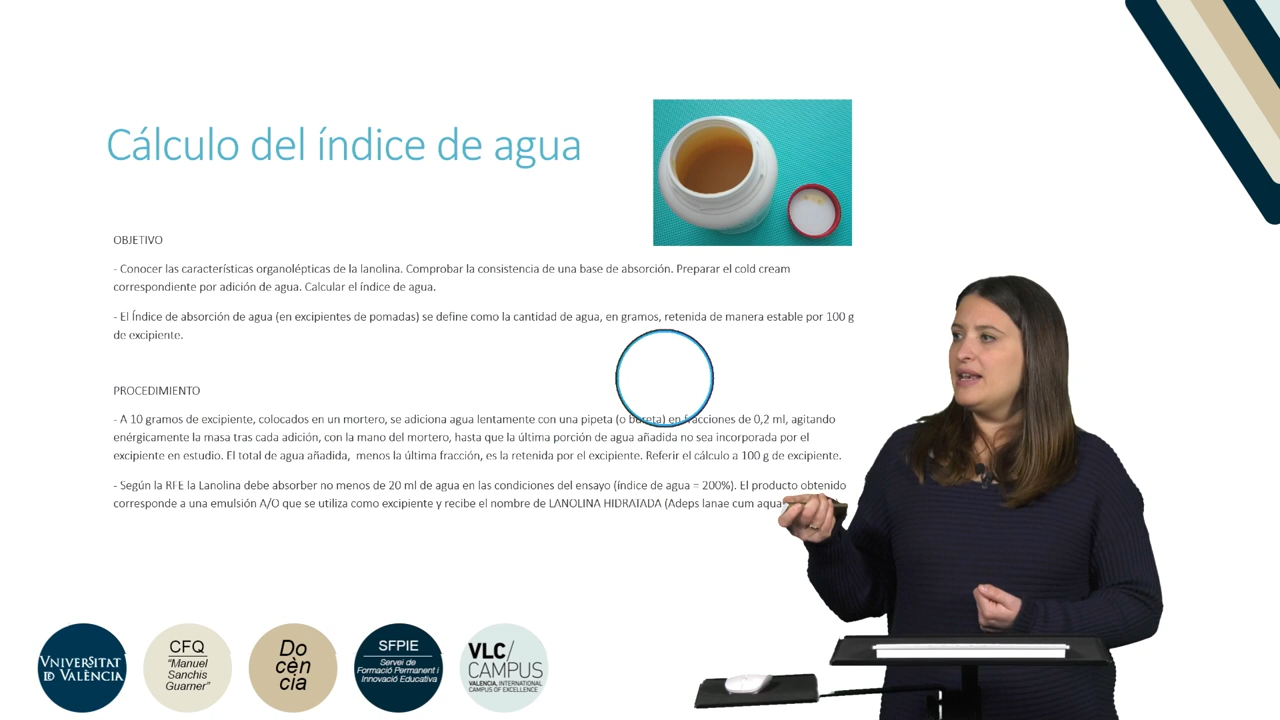 Cálculo del índice de agua
OBJETIVO
- Conocer las características organolépticas de la lanolina. Comprobar la consistencia de una base de absorción. Preparar el cold cream
correspondiente por adición de agua. Calcular el índice de agua.
- El Índice de absorción de agua (en excipientes de pomadas) se define como la cantidad de agua, en gramos, retenida de manera estable por 100 g
de excipiente.
PROCEDIMIENTO
- A 10 gramos de excipiente, colocados en un mortero, se adiciona agua lentamente con una pipeta (o bureta) en fracciones de 0,2 ml, agitando
enérgicamente la masa tras cada adición, con la mano del mortero, hasta que la última porción de agua añadida no sea incorporada por el
excipiente en estudio. El total de agua añadida, menos la última fracción, es la retenida por el excipiente. Referir el cálculo a 100 g de excipiente.
- Según la RFE la Lanolina debe absorber no menos de 20 ml de agua en las condiciones del ensayo (índice de agua = 200%). El producto obtenido
corresponde a una emulsión A/O que se utiliza como excipiente y recibe el nombre de LANOLINA HIDRATADA (Adeps lanae cum aqua
VNIVERSITAT
ID VALÈNCIA
CFQ
"Manuel
Sanchis
Guarner"
Do
cèn
cia
SFPIE
Servei de
Formació Permanent i
Innovació Educativa
VLC/
CAMPUS
VALENCIA, INTERNATIONAL
CAMPUS OF EXCELLENCE